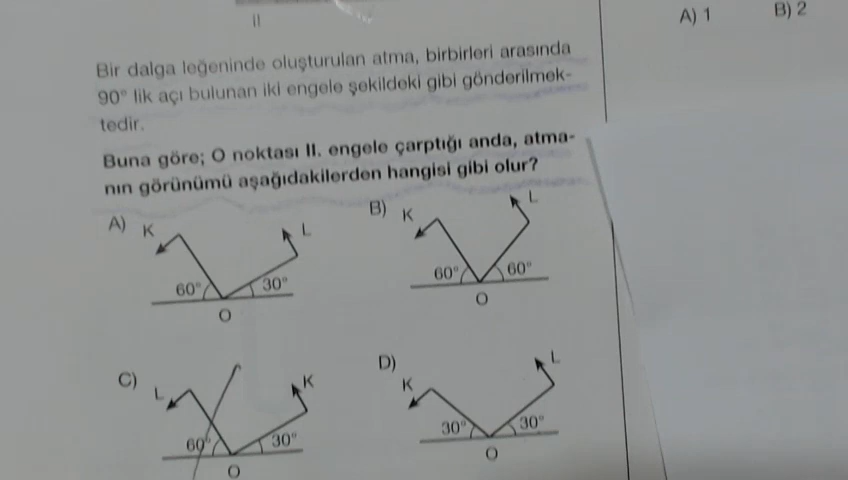 II
A) 1
B) 2
Bir dalga leğeninde oluşturulan atma, birbirleri arasında
90° lik açı bulunan iki engele şekildeki gibi gönderilmek-
tedir.
Buna göre; O noktası II. engele çarptığı anda, atma-
nın görünümü aşağıdakilerden hangisi gibi olur?
A)
K
L
60°
30°
O
B)
K
L
60°
60°
O
C)
L
K
60°
30°
O
D)
K
L
30°
30°
O